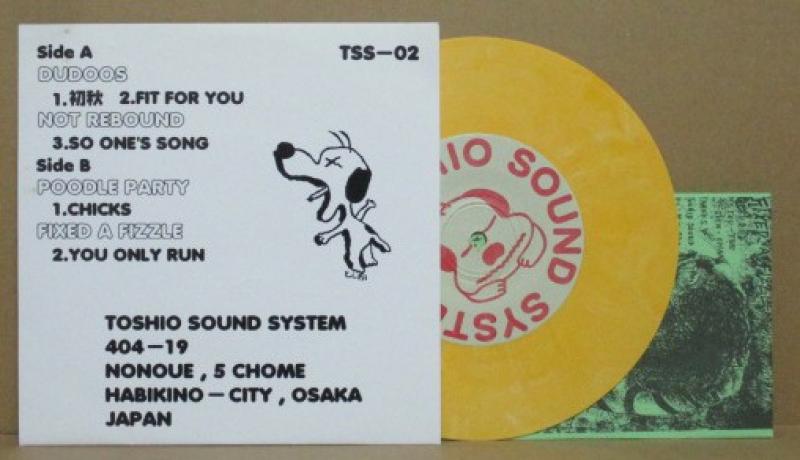 Side A
TSS-02
DUDOOS
1.初秋 2.FIT FOR YOU
NOT REBOUND
3.SO ONE'S SONG
Side B
POODLE PARTY
1.CHICKS
FIXED A FIZZLE
2.YOU ONLY RUN
TOSHIO SOUND SYSTEM
404-19
NONOUE , 5 CHOME
HABIKINO-CITY , OSAKA
JAPAN
HIO SOUND SYSTE